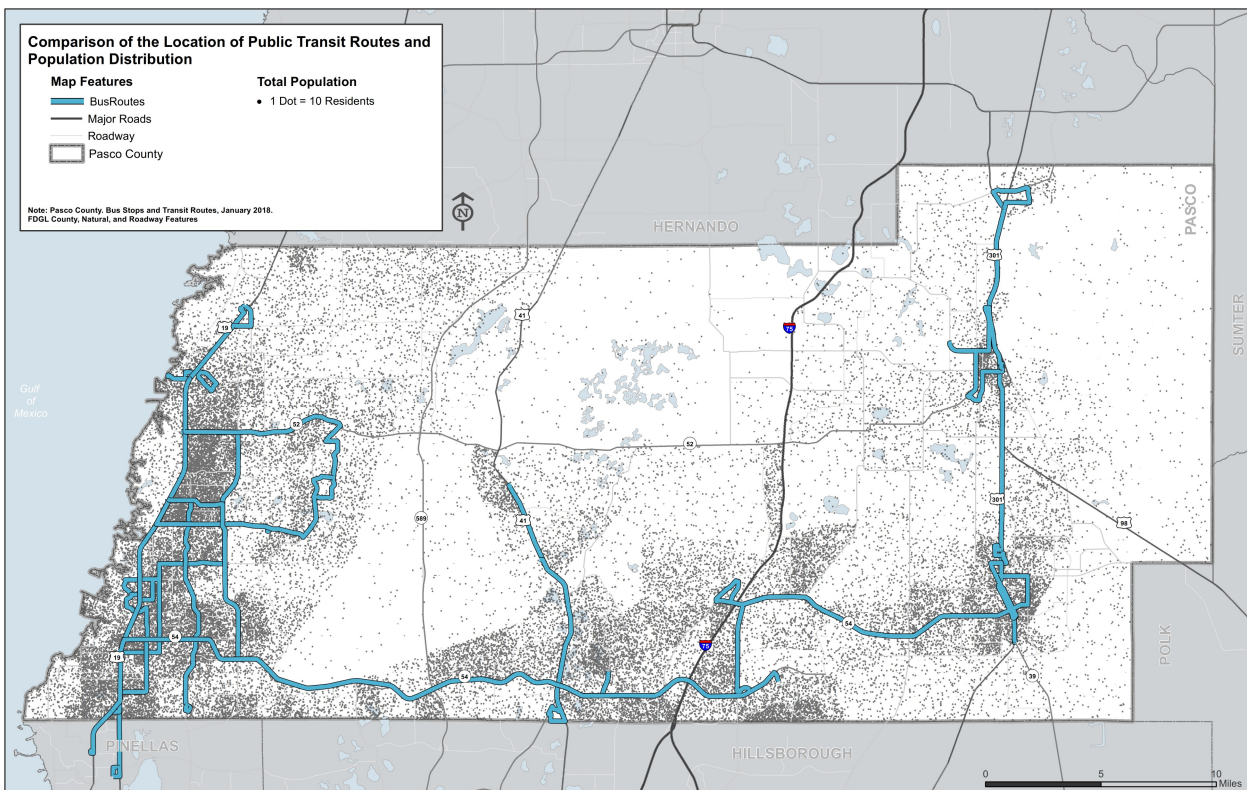 Comparison of the Location of Public Transit Routes and
Population Distribution
Map Features
BusRoutes
Major Roads
Roadway
Pasco County
Total Population
1 Dot = 10 Residents
Note: Pasco County. Bus Stops and Transit Routes, January 2018.
FDGL County, Natural, and Roadway Features
N
HERNANDO
PASCO
SUMTER
301
41
19
75
Gulf
of
Mexico
52
52
301
41
589
98
54
54
75
19
54
39
POLK
PINELLAS
HILLSBOROUGH
0 5 10
Miles